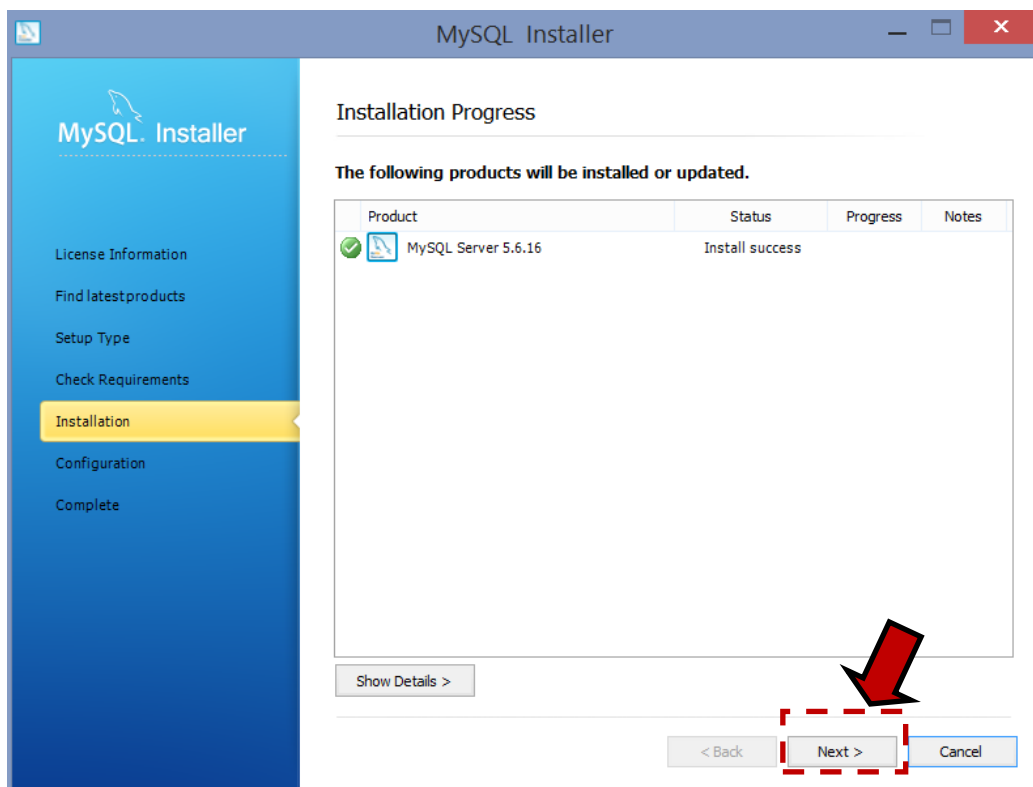 MySQL Installer
MySQL. Installer
License Information
Find latestproducts
Setup Type
Check Requirements
Installation
Configuration
Complete
Installation Progress
The following products will be installed or updated.
Product Status Progress Notes
MySQL Server 5.6.16 Install success
Show Details >
< Back Next > Cancel